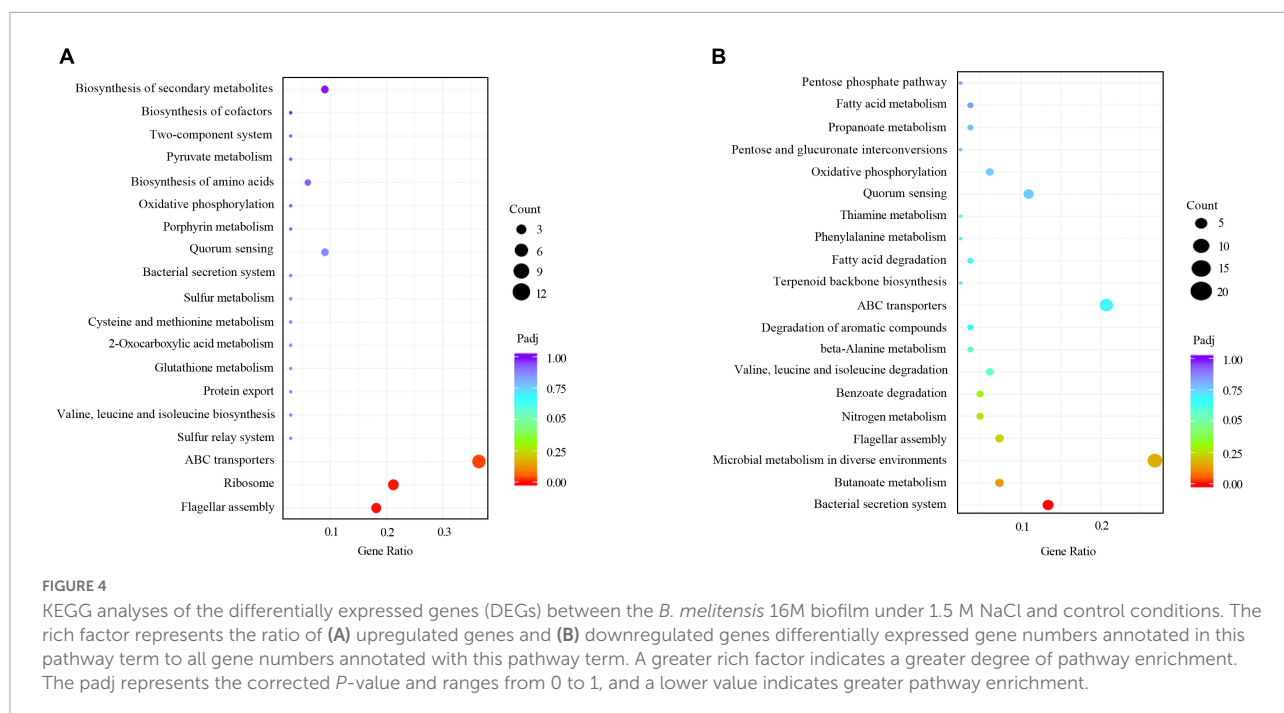 A
Biosynthesis of secondary metabolites
Biosynthesis of cofactors
Two-component system
Pyruvate metabolism
Biosynthesis of amino acids
Oxidative phosphorylation
Porphyrin metabolism
Quorum sensing
Bacterial secretion system
Sulfur metabolism
Cysteine and methionine metabolism
2-Oxocarboxylic acid metabolism
Glutathione metabolism
Protein export
Valine, leucine and isoleucine biosynthesis
Sulfur relay system
ABC transporters
Ribosome
Flagellar assembly
0.1 0.2 0.3
Gene Ratio
Count
3
6
9
12
Padj
1.00
0.75
0.05
0.25
0.00
B
Pentose phosphate pathway
Fatty acid metabolism
Propanoate metabolism
Pentose and glucuronate interconversions
Oxidative phosphorylation
Quorum sensing
Thiamine metabolism
Phenylalanine metabolism
Fatty acid degradation
Terpenoid backbone biosynthesis
ABC transporters
Degradation of aromatic compounds
beta-Alanine metabolism
Valine, leucine and isoleucine degradation
Benzoate degradation
Nitrogen metabolism
Flagellar assembly
Microbial metabolism in diverse environments
Butanoate metabolism
Bacterial secretion system
0.1 0.2
Gene Ratio
Count
5
10
15
20
Padj
1.00
0.75
0.05
0.25
0.00
FIGURE 4
KEGG analyses of the differentially expressed genes (DEGs) between the B. melitensis 16M biofilm under 1.5 M NaCl and control conditions. The
rich factor represents the ratio of (A) upregulated genes and (B) downregulated genes differentially expressed gene numbers annotated in this
pathway term to all gene numbers annotated with this pathway term. A greater rich factor indicates a greater degree of pathway enrichment.
The padj represents the corrected P-value and ranges from 0 to 1, and a lower value indicates greater pathway enrichment.